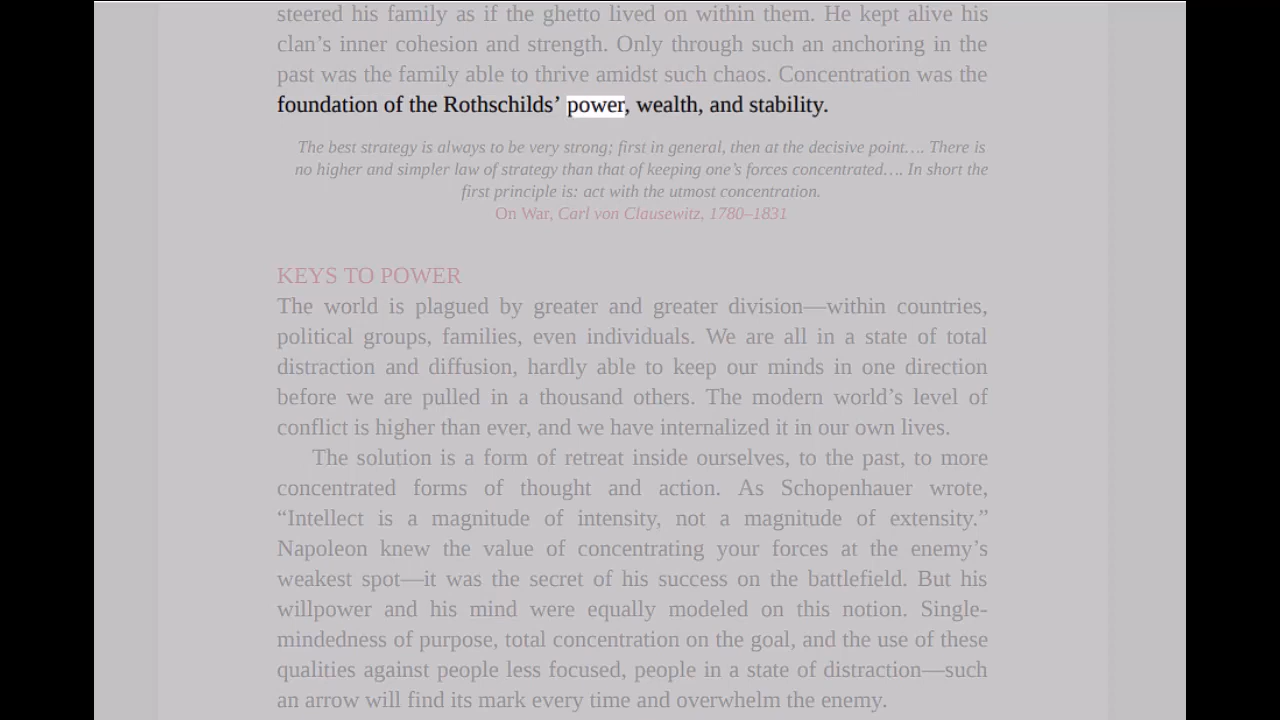 steered his family as if the ghetto lived on within them. He kept alive his
clan’s inner cohesion and strength. Only through such an anchoring in the
past was the family able to thrive amidst such chaos. Concentration was the
foundation of the Rothschilds’ power, wealth, and stability.
The best strategy is always to be very strong; first in general, then at the decisive point…. There is
no higher and simpler law of strategy than that of keeping one’s forces concentrated…. In short the
first principle is: act with the utmost concentration.
On War, Carl von Clausewitz, 1780–1831
KEYS TO POWER
The world is plagued by greater and greater division—within countries,
political groups, families, even individuals. We are all in a state of total
distraction and diffusion, hardly able to keep our minds in one direction
before we are pulled in a thousand others. The modern world’s level of
conflict is higher than ever, and we have internalized it in our own lives.
The solution is a form of retreat inside ourselves, to the past, to more
concentrated forms of thought and action. As Schopenhauer wrote,
“Intellect is a magnitude of intensity, not a magnitude of extensity.”
Napoleon knew the value of concentrating your forces at the enemy’s
weakest spot—it was the secret of his success on the battlefield. But his
willpower and his mind were equally modeled on this notion. Single-
mindedness of purpose, total concentration on the goal, and the use of these
qualities against people less focused, people in a state of distraction—such
an arrow will find its mark every time and overwhelm the enemy.